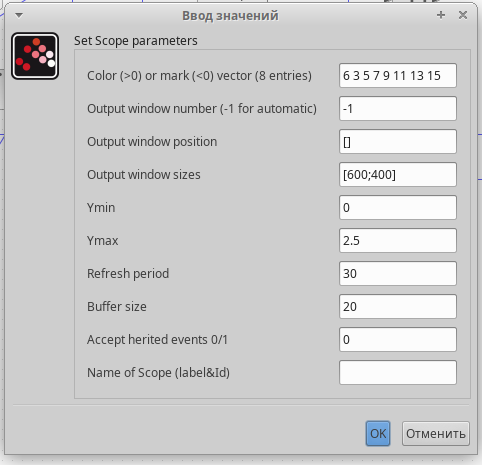 Ввод значений
Set Scope parameters
Color (>0) or mark (<0) vector (8 entries) 6 3 5 7 9 11 13 15
Output window number (-1 for automatic) -1
Output window position []
Output window sizes [600;400]
Ymin 0
Ymax 2.5
Refresh period 30
Buffer size 20
Accept herited events 0/1 0
Name of Scope (label&Id)
OK Отменить